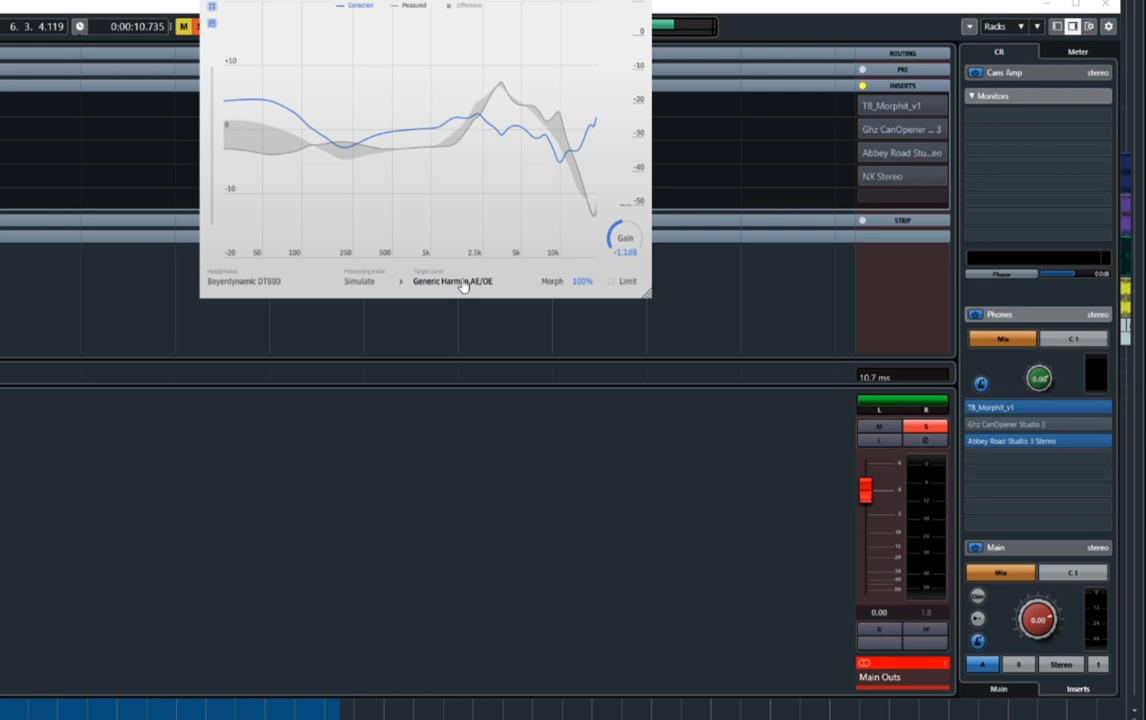 6. 3. 4.119
0:00:10.735
M
S
Racks
Correction
Measured
Difference
+10
0
-10
0
-10
-20
-30
-40
-50
-20 50 100 250 500 1k 2.5k 5k 10k
Gain
-1.1dB
Headphones
Beyerdynamic DT880
Processing mode
Simulate
Target curve
Generic Harman AE/OE
Morph 100%
Limit
ROUTING
PRE
INSERTS
TB_Morphit_v1
Ghz CanOpener ... 3
Abbey Road Stu...eo
NX Stereo
STRIP
10.7 ms
L R
M S
L
0.00 1.8
R W
Main Outs
CR Meter
Cans Amp stereo
Monitors
Phase
0.0dB
Phones stereo
Mix C 1
0.00
TB_Morphit_v1
Ghz CanOpener Studio 3
Abbey Road Studio 3 Stereo
Main stereo
Mix C 1
Dim
0.00
A B Stereo 1
Main Inserts